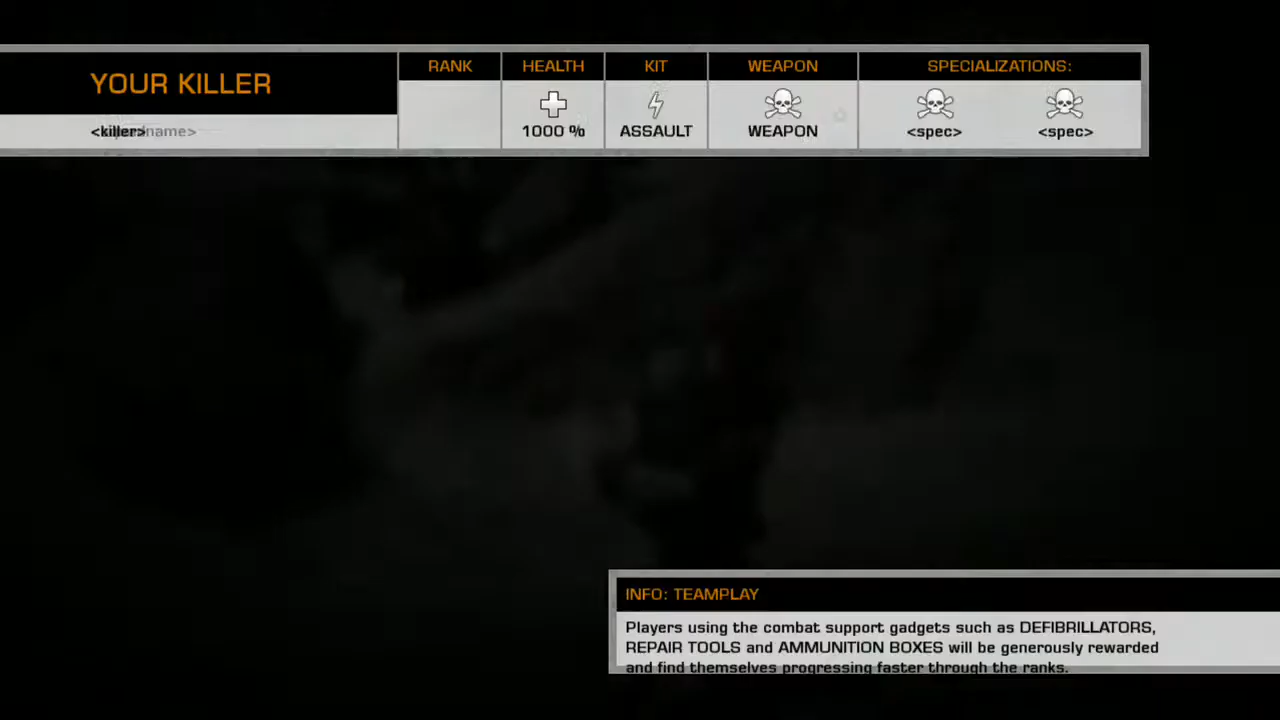 YOUR KILLER
RANK
HEALTH
KIT
WEAPON
SPECIALIZATIONS:
<killer>
1000 %
ASSAULT
WEAPON
<spec>
<spec>
INFO: TEAMPLAY
Players using the combat support gadgets such as DEFIBRILLATORS,
REPAIR TOOLS and AMMUNITION BOXES will be generously rewarded
and find themselves progressing faster through the ranks.